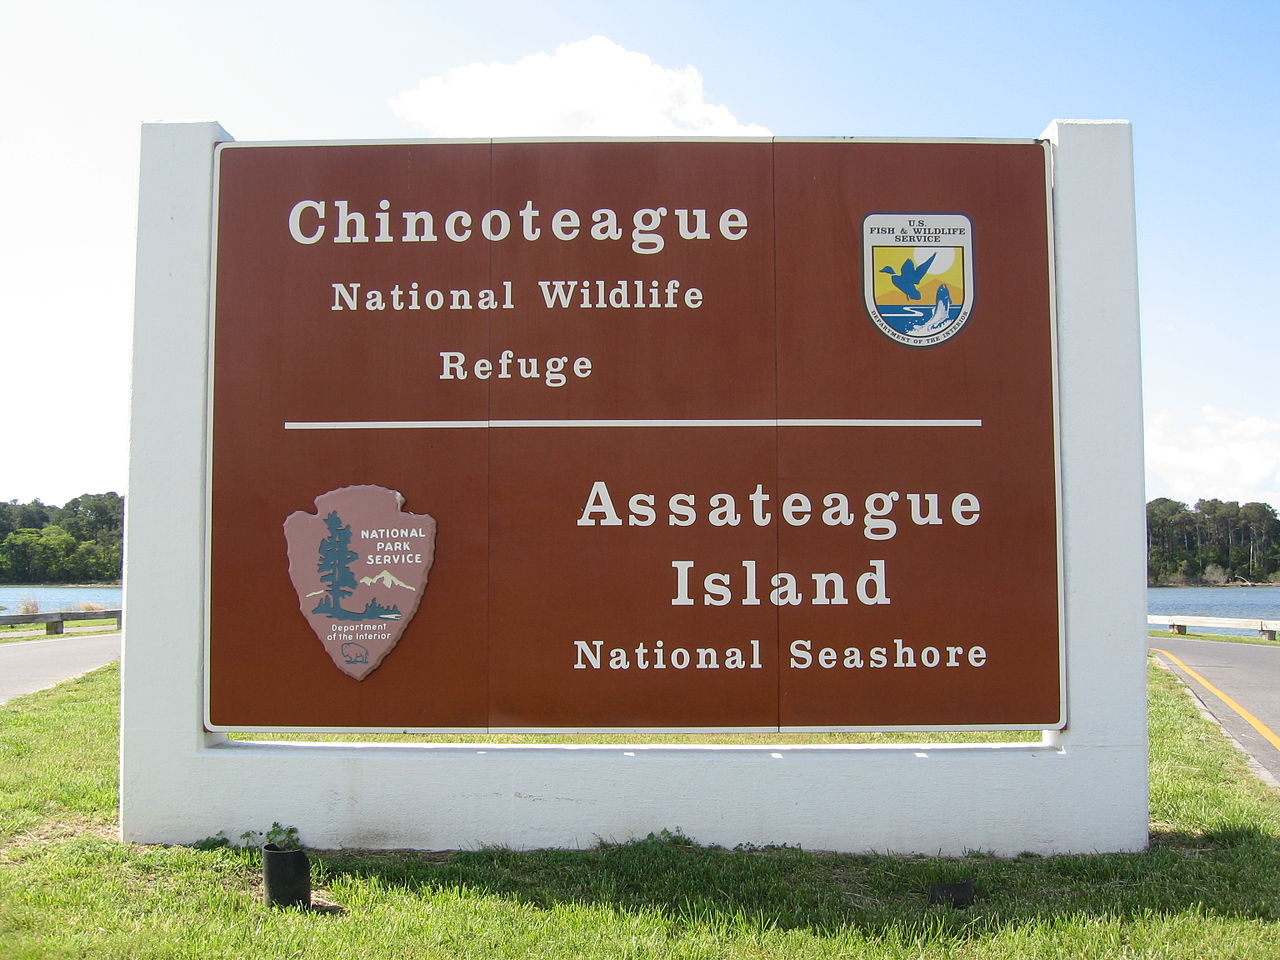 Chincoteague
National Wildlife
Refuge
U.S.
FISH & WILDLIFE
SERVICE
DEPARTMENT OF THE INTERIOR
Assateague
Island
National Seashore
NATIONAL
PARK
SERVICE
Department
of the Interior